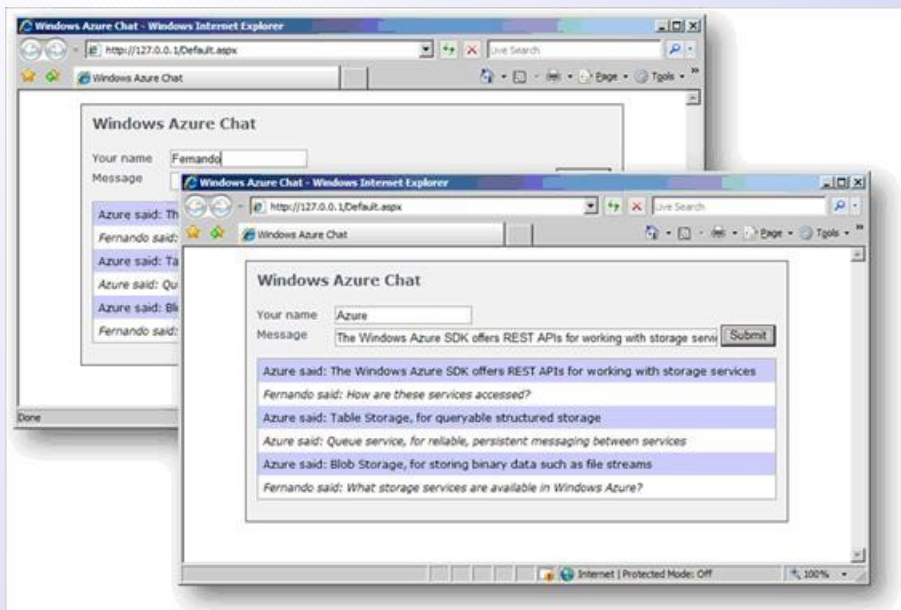 Windows Azure Chat - Windows Internet Explorer
http://127.0.0.1/Default.aspx
Live Search
Windows Azure Chat
Page
Tools
Windows Azure Chat
Your name
Fernando
Message
Azure said: Th
Fernando said:
Azure said: Ta
Azure said: Qu
Azure said: Bl
Fernando said:
Done
Windows Azure Chat - Windows Internet Explorer
http://127.0.0.1/Default.aspx
Live Search
Windows Azure Chat
Page
Tools
Windows Azure Chat
Your name
Azure
Message
The Windows Azure SDK offers REST APIs for working with storage servi
Submit
Azure said: The Windows Azure SDK offers REST APIs for working with storage services
Fernando said: How are these services accessed?
Azure said: Table Storage, for queryable structured storage
Azure said: Queue service, for reliable, persistent messaging between services
Azure said: Blob Storage, for storing binary data such as file streams
Fernando said: What storage services are available in Windows Azure?
Internet | Protected Mode: Off
100%